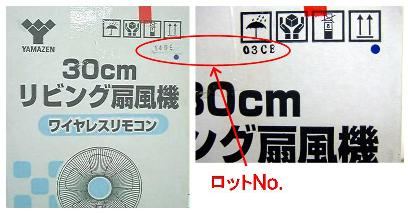 YAMAZEN
30cm
リビング扇風機
ワイヤレスリモコン
03CE
30cm
ング扇風機
ロットNo.